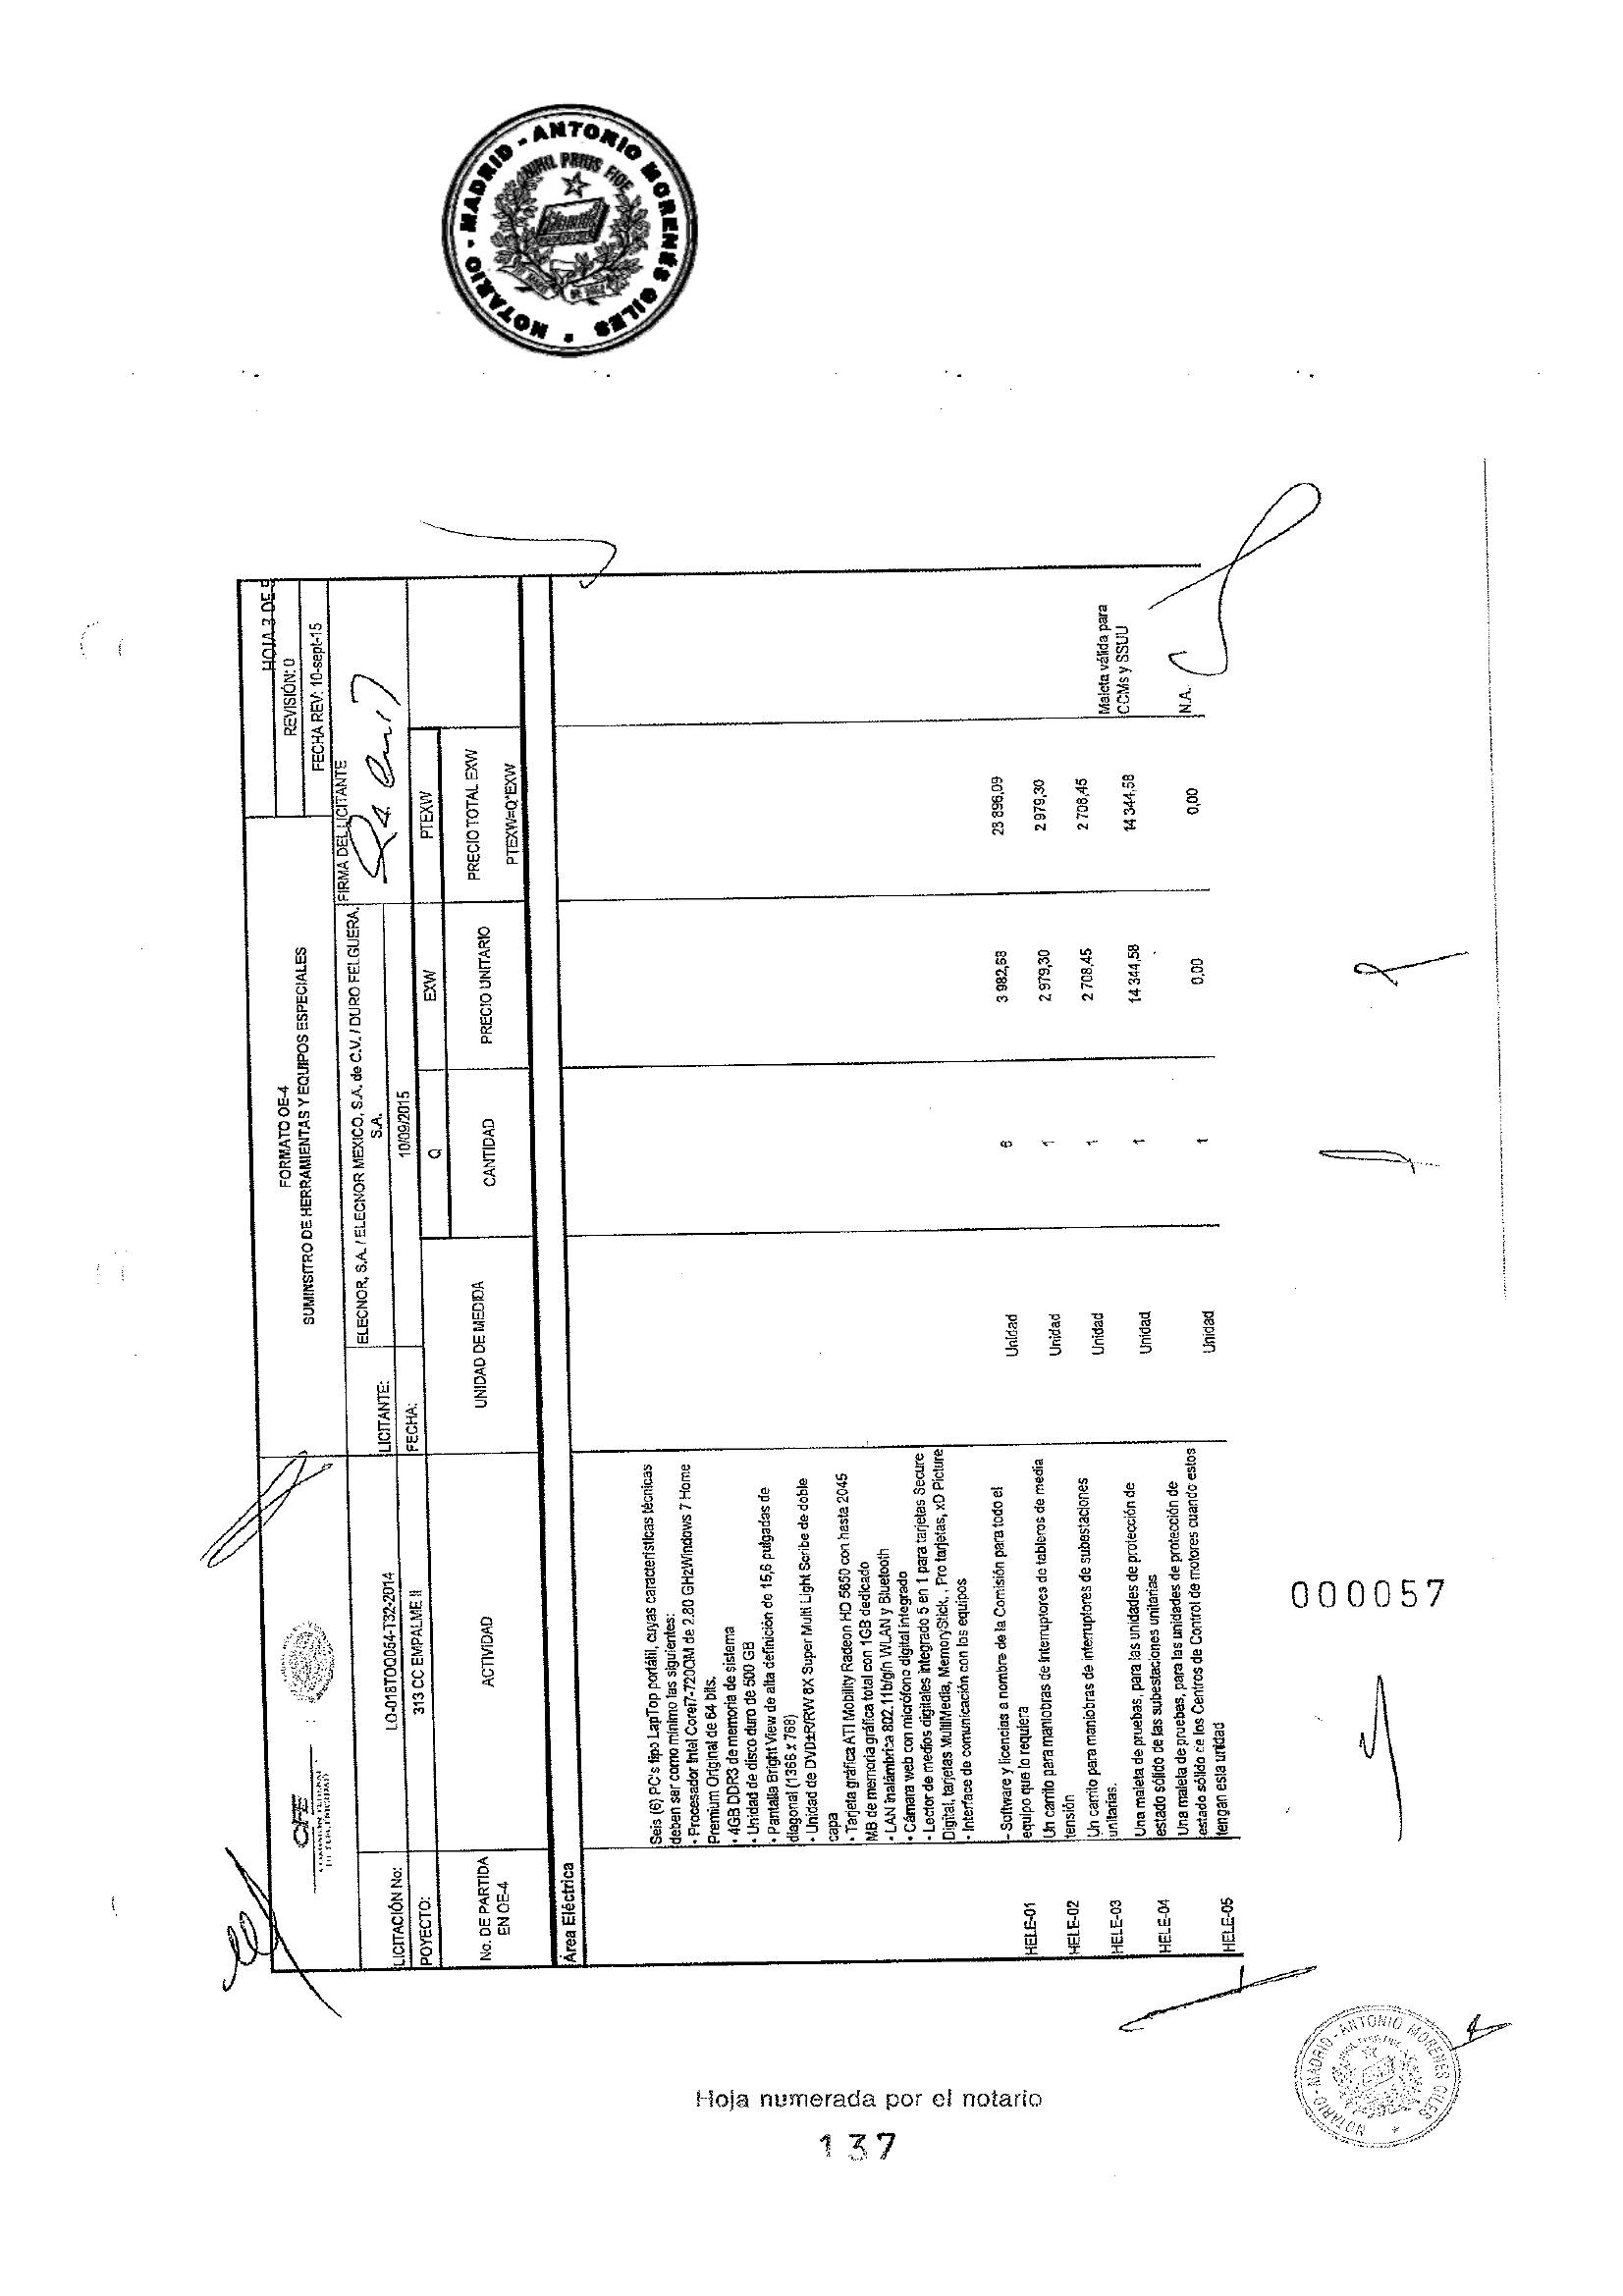 NOTARIO - MADRID - ANTONIO MORENÉS GILES
NIHIL PRIUS FIDE
HOJA 3 DE 5
FORMATO OE-4
SUMINSITRO DE HERRAMIENTAS Y EQUIPOS ESPECIALES
REVISIÓN: 0
FECHA REV: 10-sept-15
CFE
LICITACIÓN No:
LO-018TOQ054-T32-2014
LICITANTE:
ELECNOR, S.A. / ELECNOR MEXICO, S.A. de C.V. / DURO FELGUERA,
S.A.
FIRMA DEL LICITANTE
POYECTO:
313 CC EMPALME II
FECHA:
10/09/2015
Q
EXW
PTEXW
No. DE PARTIDA
EN OE-4
ACTIVIDAD
UNIDAD DE MEDIDA
CANTIDAD
PRECIO UNITARIO
PRECIO TOTAL EXW
PTEXW=Q*EXW
Área Eléctrica
Seis (6) PC's tipo LapTop portátil, cuyas características técnicas
deben ser como mínimo las siguientes:
• Procesador Intel Corei7-720QM de 2.80 GHzWindows 7 Home
Premium Original de 64 bits.
• 4GB DDR3 de memoria de sistema
• Unidad de disco duro de 500 GB
• Pantalla Bright View de alta definición de 15,6 pulgadas de
diagonal (1366 x 768)
• Unidad de DVD±R/RW 8X Super Multi Light Scribe de doble
capa
• Tarjeta gráfica ATI Mobility Radeon HD 5650 con hasta 2045
MB de memoria gráfica total con 1GB dedicado
• LAN inalámbrica 802.11b/g/n WLAN y Bluetooth
• Cámara web con micrófono digital integrado
• Lector de medios digitales integrado 5 en 1 para tarjetas Secure
Digital, tarjetas MultiMedia, MemoryStick, , Pro tarjetas, xD Picture
• Interface de comunicación con los equipos
HELE-01
- Software y licencias a nombre de la Comisión para todo el
equipo que lo requiera
Unidad 6 3 982,68 23 896,09
HELE-02
Un carrito para maniobras de interruptores de tableros de media
tensión
Unidad 1 2 979,30 2 979,30
HELE-03
Un carrito para maniobras de interruptores de subestaciones
unitarias.
Unidad 1 2 708,45 2 708,45
HELE-04
Una maleta de pruebas, para las unidades de protección de
estado sólido de las subestaciones unitarias
Unidad 1 14 344,58 14 344,58
Maleta válida para
CCMs y SSUU
HELE-05
Una maleta de pruebas, para las unidades de protección de
estado sólido de los Centros de Control de motores cuando estos
tengan esta unidad
Unidad 1 0,00 0,00 N.A.
000057
Hoja numerada por el notario
137
NOTARIO - MADRID - ANTONIO MORENES GILES